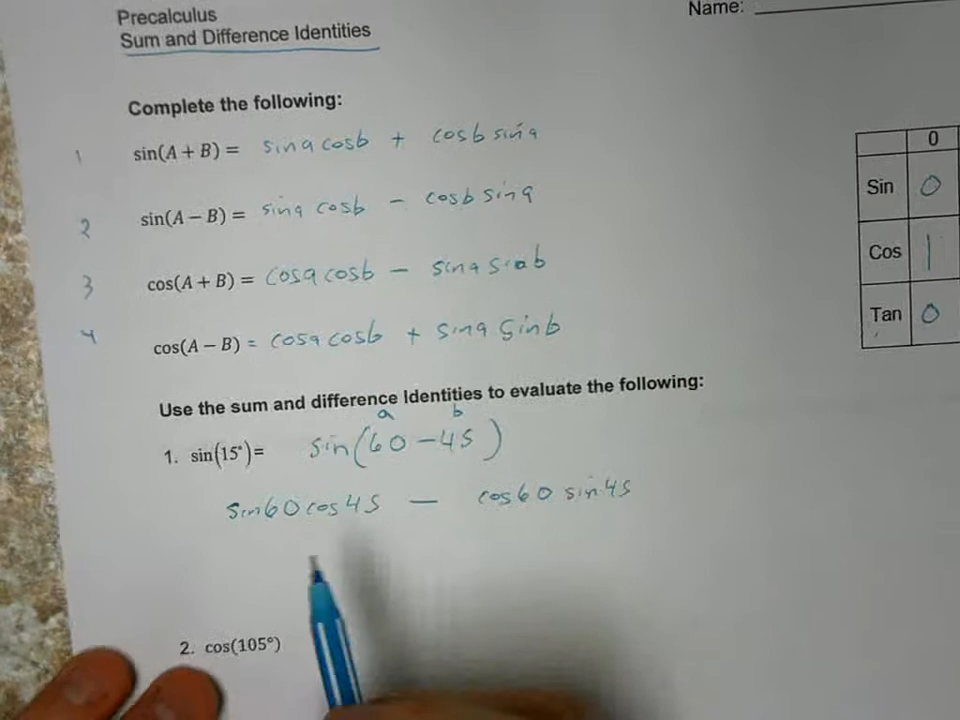 Precalculus
Name:
Sum and Difference Identities
Complete the following:
1 sin(A + B) = sina cosb + cosb sina
2 sin(A − B) = sina cosb − cosb sina
3 cos(A + B) = cosa cosb − sina sinb
4 cos(A − B) = cosa cosb + sina sinb
0
Sin 0
Cos 1
Tan 0
Use the sum and difference Identities to evaluate the following:
a b
1. sin(15°)= sin(60 − 45)
sin60 cos45 − cos60 sin45
2. cos(105°)